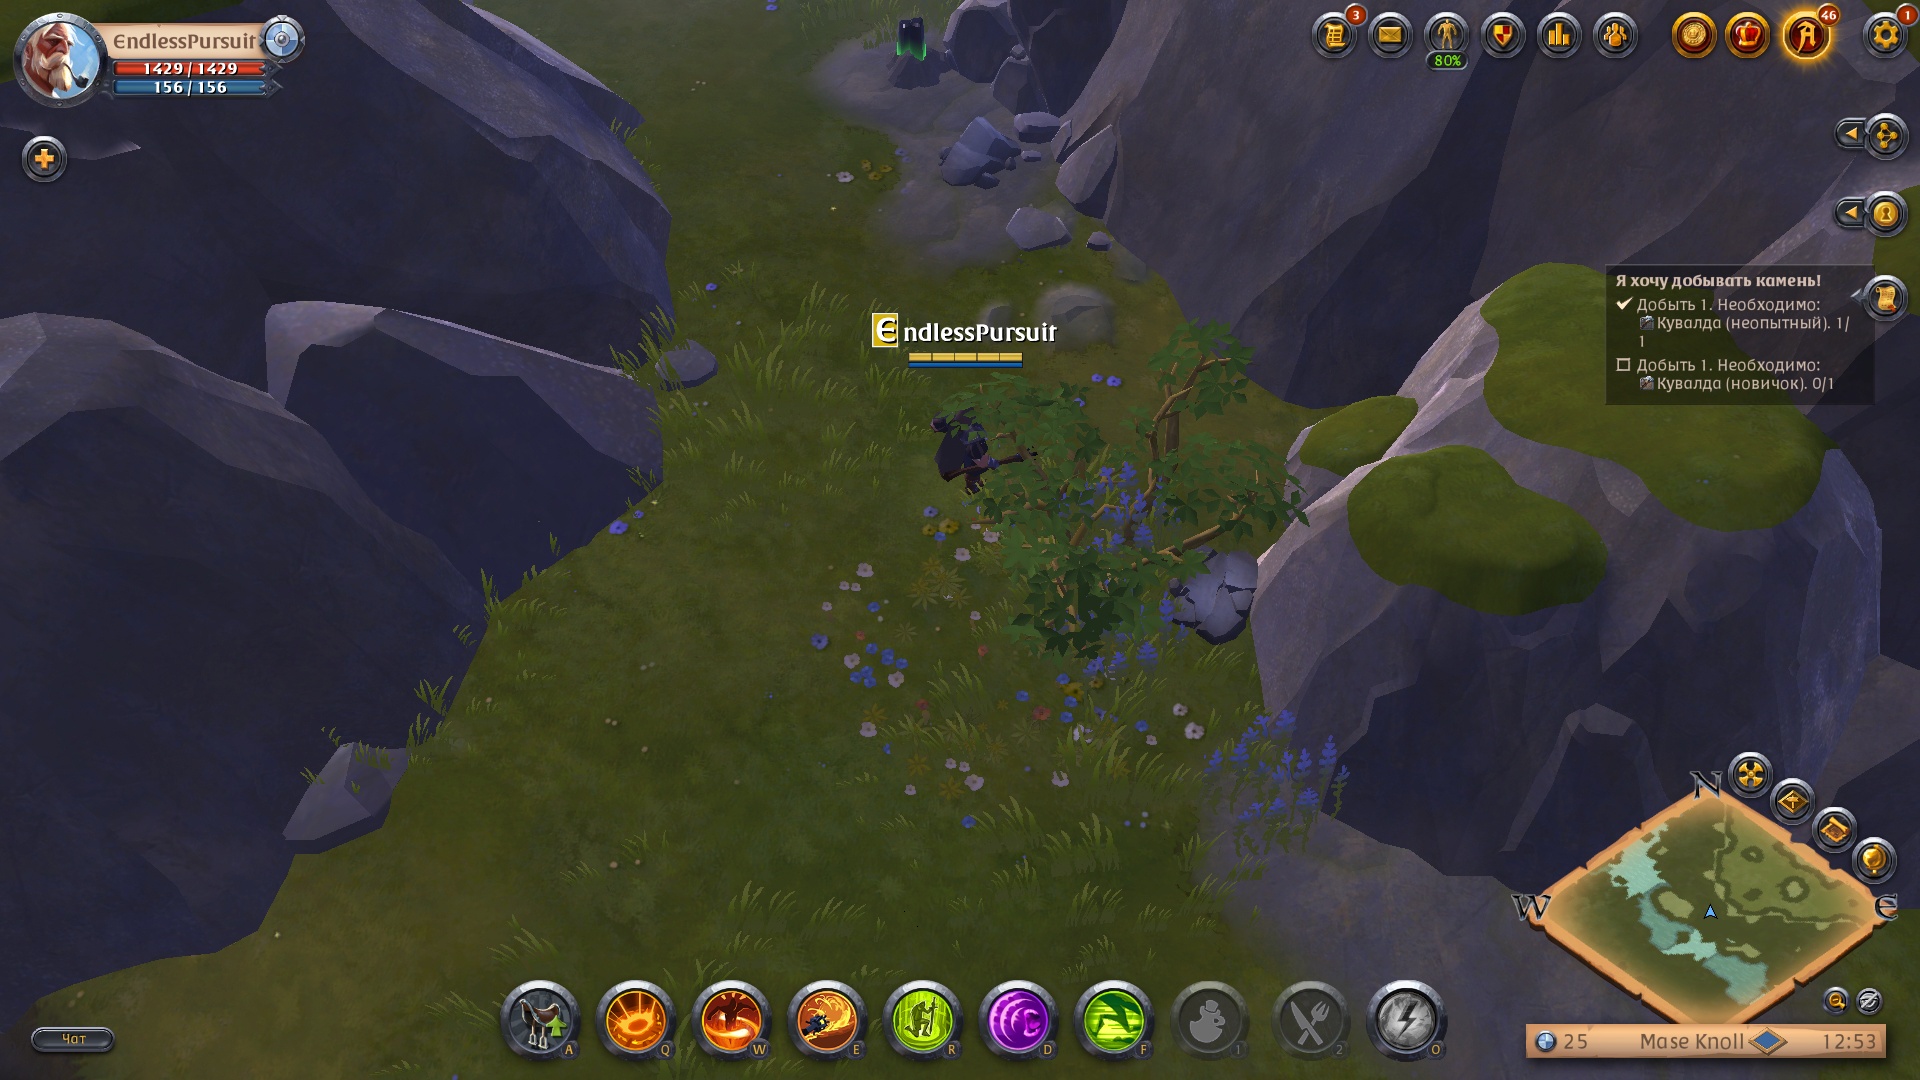 EndlessPursuit
1429 / 1429
156 / 156
3
80%
46
1
Я хочу добывать камень!
Добыть 1. Необходимо:
Кувалда (неопытный). 1/
1
Добыть 1. Необходимо:
Кувалда (новичок). 0/1
EndlessPursuit
N
W
E
A
Q
W
E
R
D
F
1
2
O
Чат
25
Mase Knoll
12:53